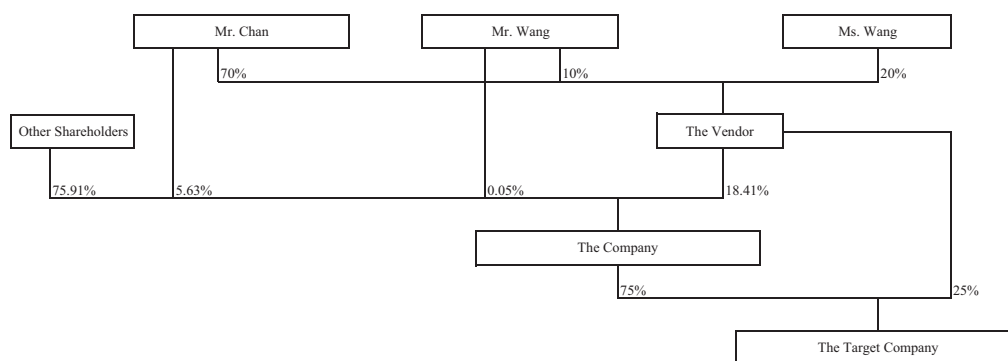 Mr. Chan
Mr. Wang
Ms. Wang
70%
10%
20%
Other Shareholders
The Vendor
75.91%
5.63%
0.05%
18.41%
The Company
75%
25%
The Target Company